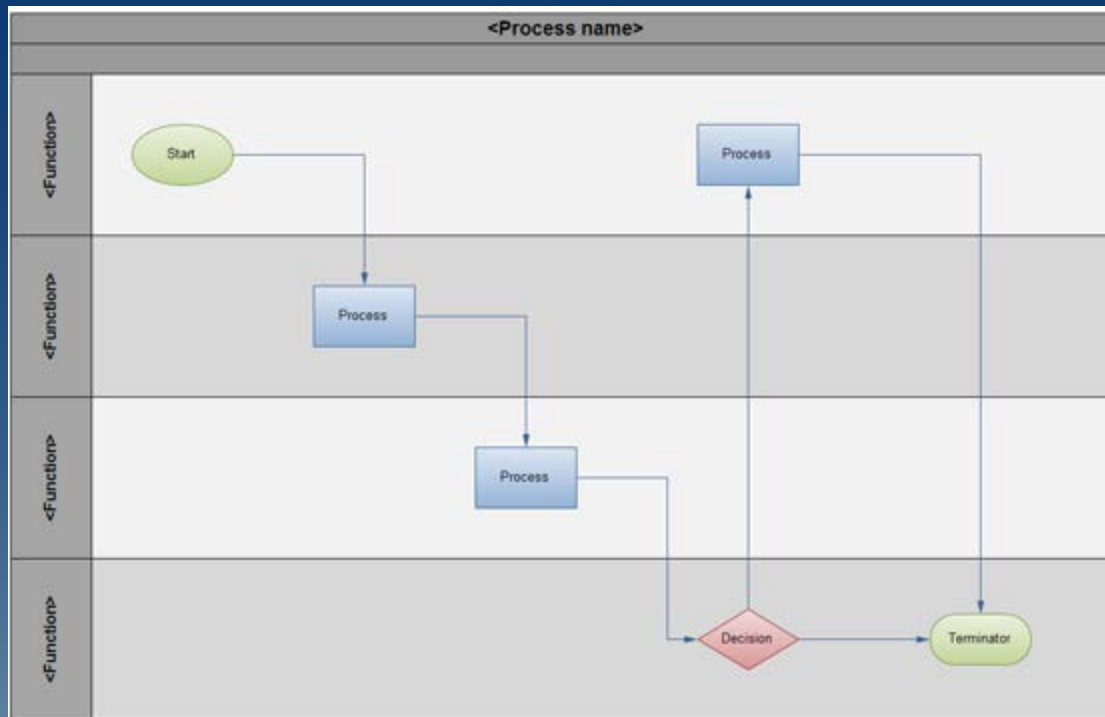 <Process name>
<Function>
Start
Process
<Function>
Process
<Function>
Process
<Function>
Decision
Terminator